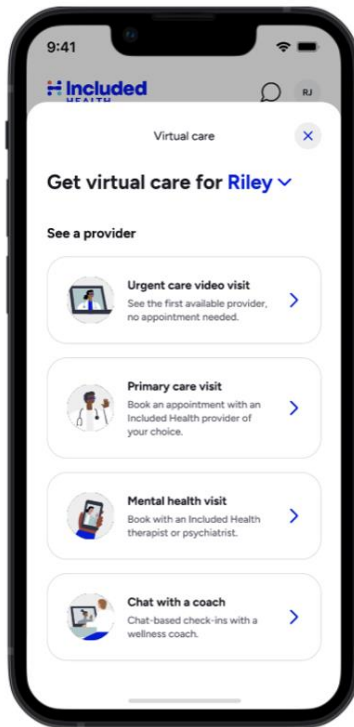 9:41
Included
HEALTH
RJ
Virtual care
Get virtual care for Riley
See a provider
Urgent care video visit
See the first available provider,
no appointment needed.
Primary care visit
Book an appointment with an
Included Health provider of
your choice.
Mental health visit
Book with an Included Health
therapist or psychiatrist.
Chat with a coach
Chat-based check-ins with a
wellness coach.